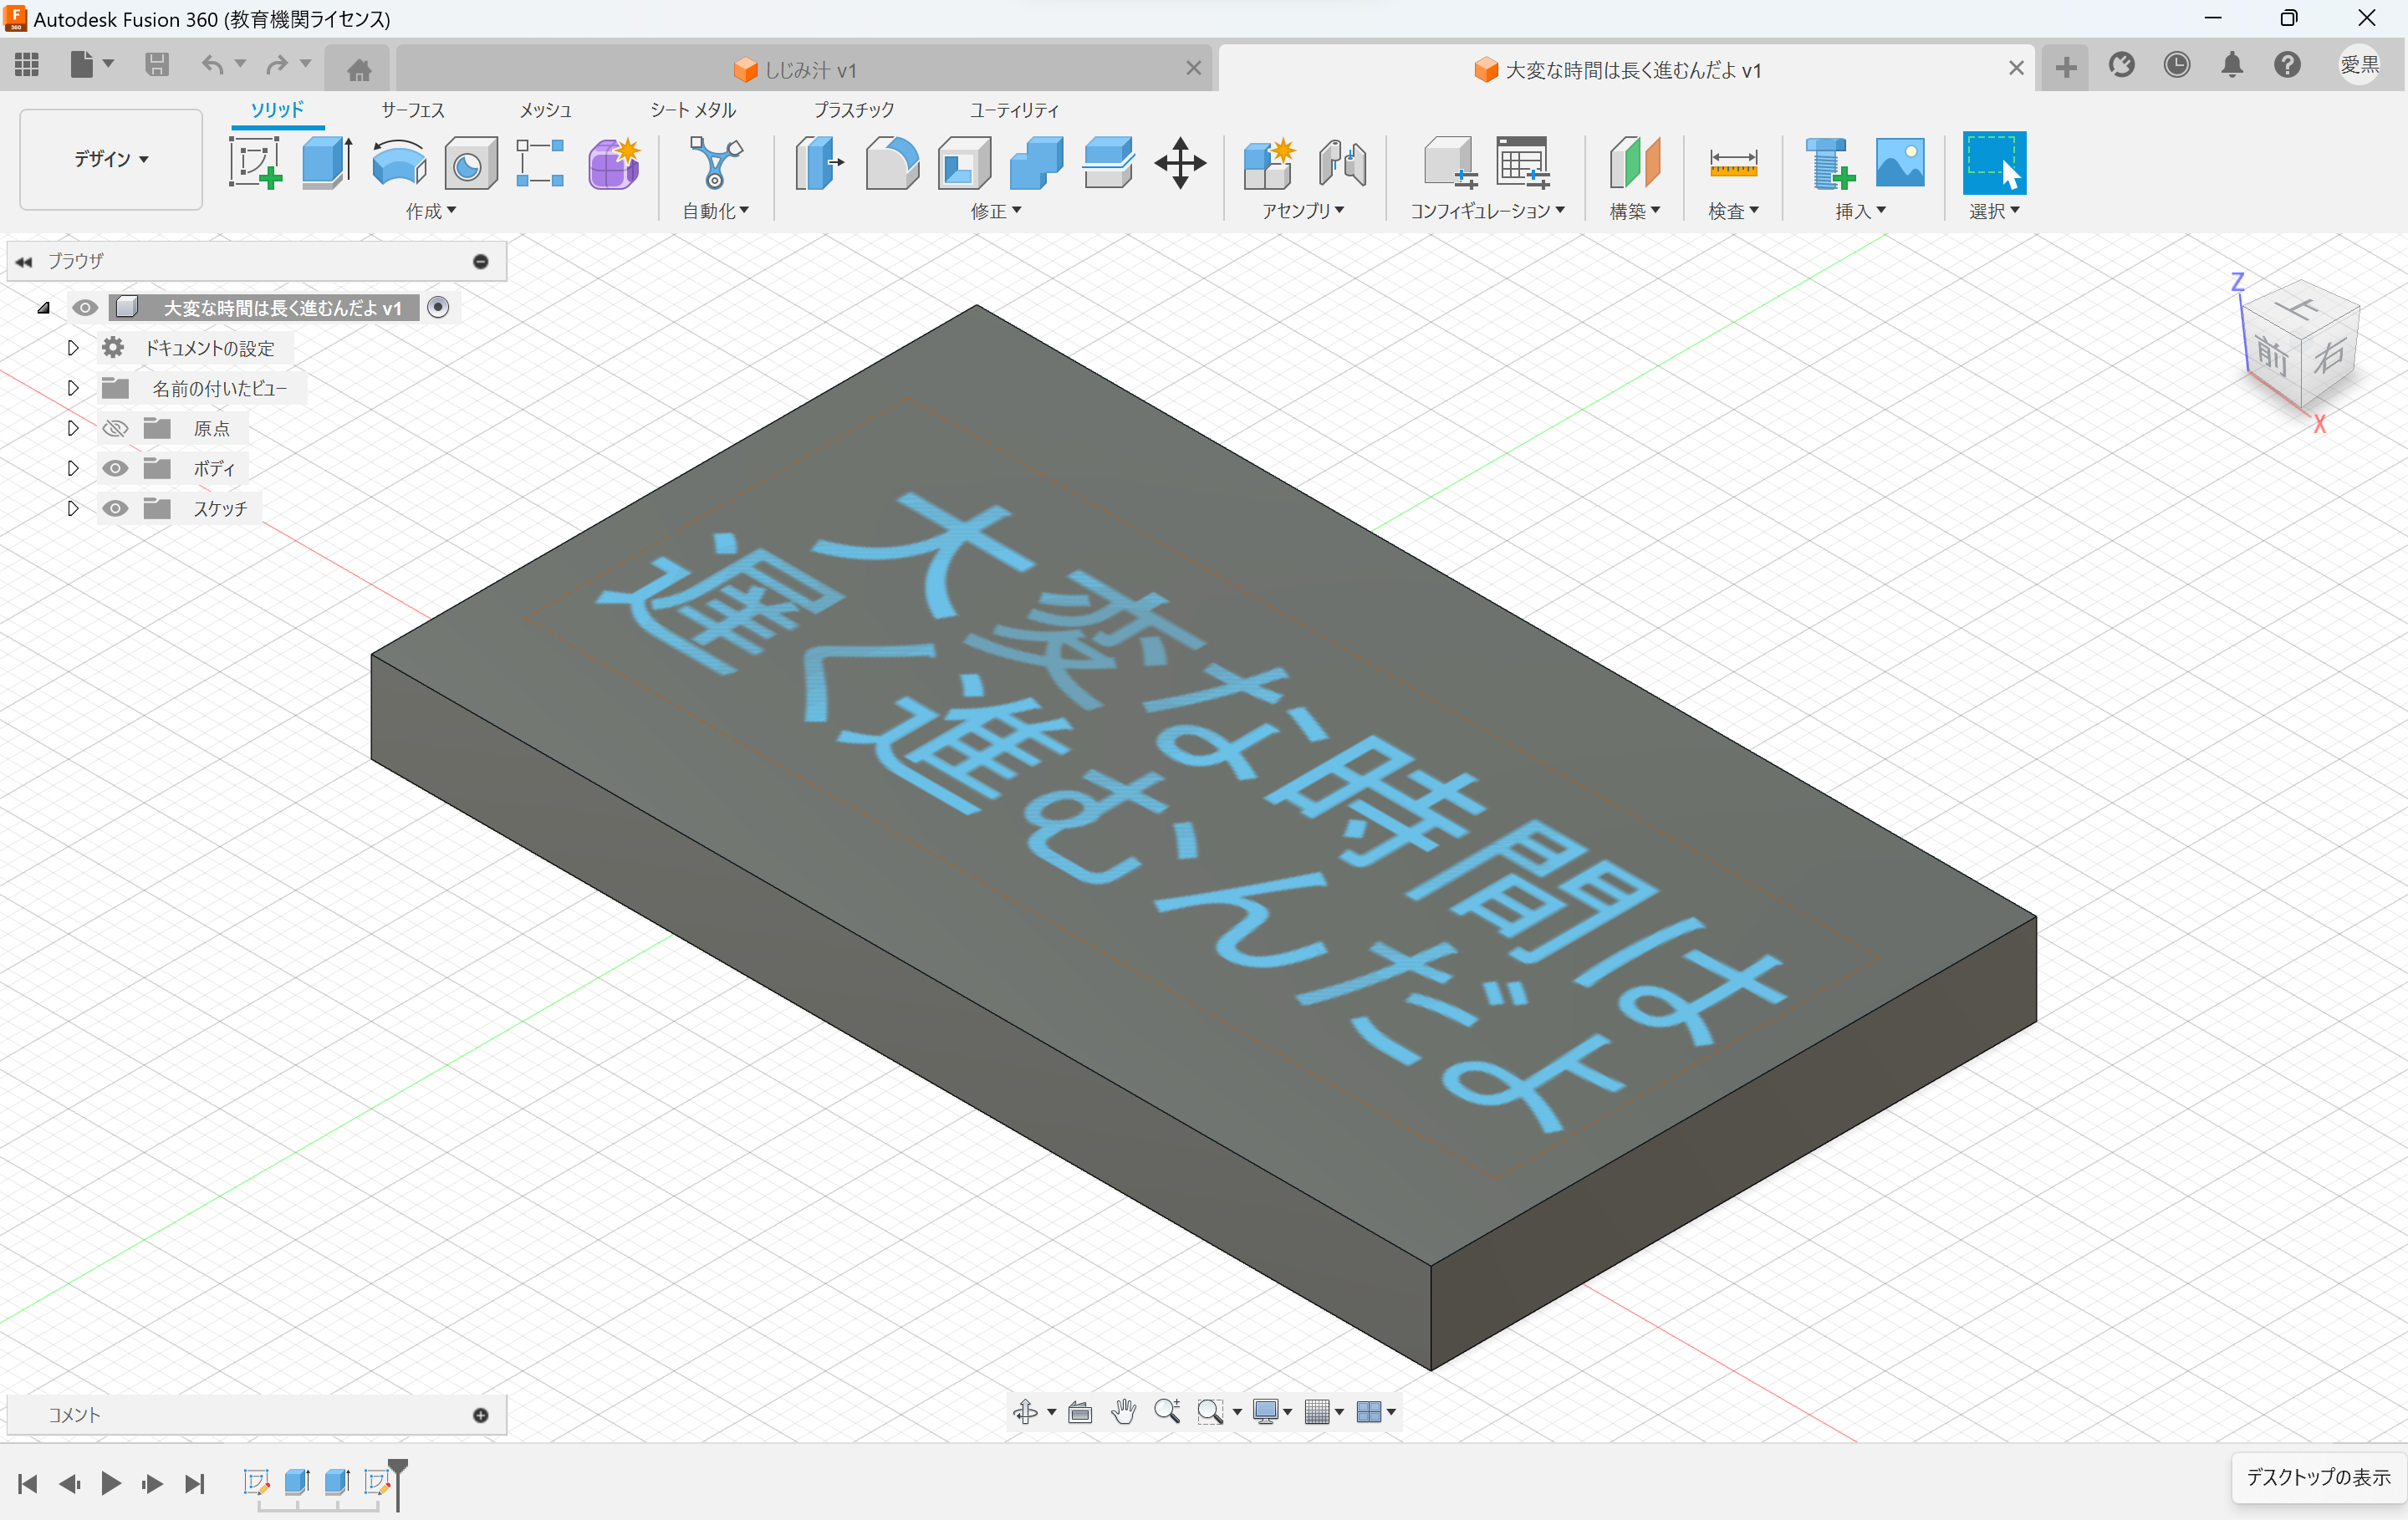 Autodesk Fusion 360 (教育機関ライセンス)
しじみ汁 v1
大変な時間は長く進むんだよ v1
愛黒
デザイン
ソリッド
サーフェス
メッシュ
シート メタル
プラスチック
ユーティリティ
作成
自動化
修正
アセンブリ
コンフィギュレーション
構築
検査
挿入
選択
ブラウザ
大変な時間は長く進むんだよ v1
ドキュメントの設定
名前の付いたビュー
原点
ボディ
スケッチ
Z
上
前
右
X
大変な時間は
遅く進むんだよ
コメント
デスクトップの表示